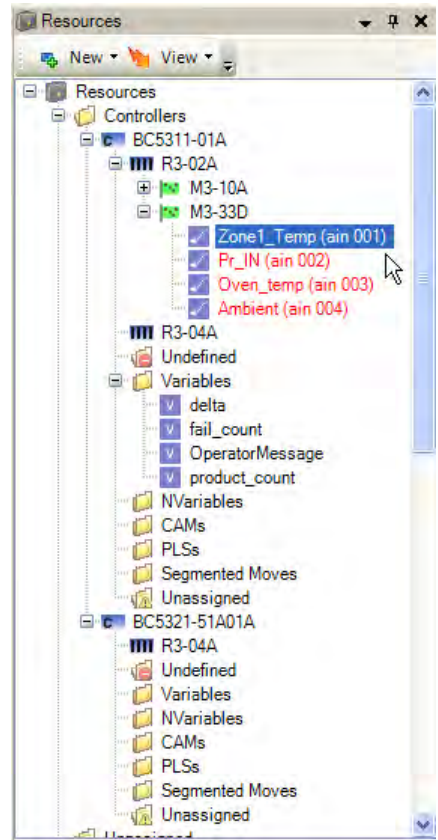 Resources
New View
Resources
Controllers
BC5311-01A
R3-02A
M3-10A
M3-33D
Zone1_Temp (ain 001)
Pr_IN (ain 002)
Oven_temp (ain 003)
Ambient (ain 004)
R3-04A
Undefined
Variables
delta
fail_count
OperatorMessage
product_count
NVariables
CAMs
PLSs
Segmented Moves
Unassigned
BC5321-51A01A
R3-04A
Undefined
Variables
NVariables
CAMs
PLSs
Segmented Moves
Unassigned